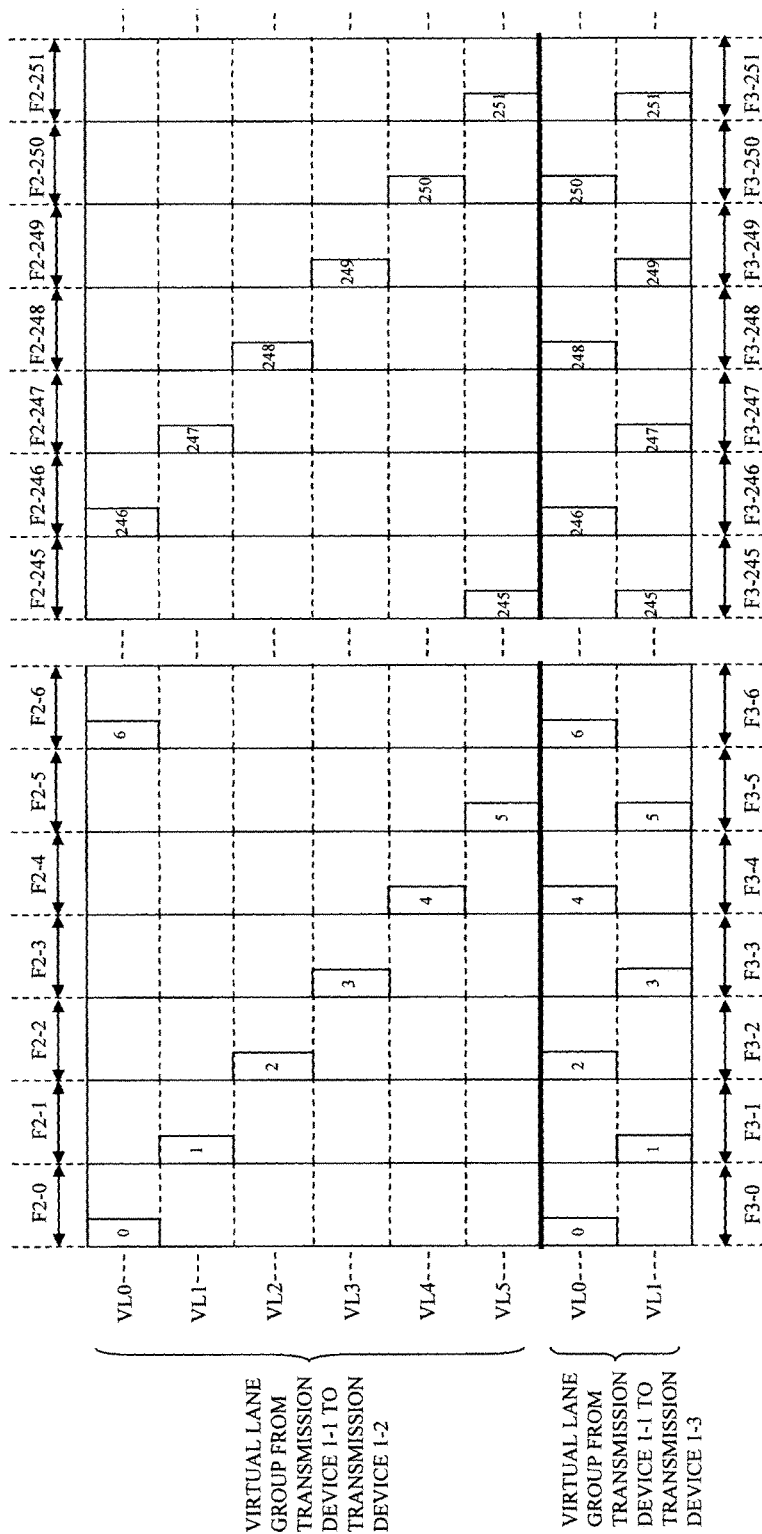 F2-0 F2-1 F2-2 F2-3 F2-4 F2-5 F2-6 F2-245 F2-246 F2-247 F2-248 F2-249 F2-250 F2-251
VIRTUAL LANE
GROUP FROM
TRANSMISSION
DEVICE 1-1 TO
TRANSMISSION
DEVICE 1-2
VL0 0 6 246
VL1 1 247
VL2 2 248
VL3 3 249
VL4 4 250
VL5 5 245 251
VIRTUAL LANE
GROUP FROM
TRANSMISSION
DEVICE 1-1 TO
TRANSMISSION
DEVICE 1-3
VL0 0 2 4 6 246 248 250
VL1 1 3 5 245 247 249 251
F3-0 F3-1 F3-2 F3-3 F3-4 F3-5 F3-6 F3-245 F3-246 F3-247 F3-248 F3-249 F3-250 F3-251